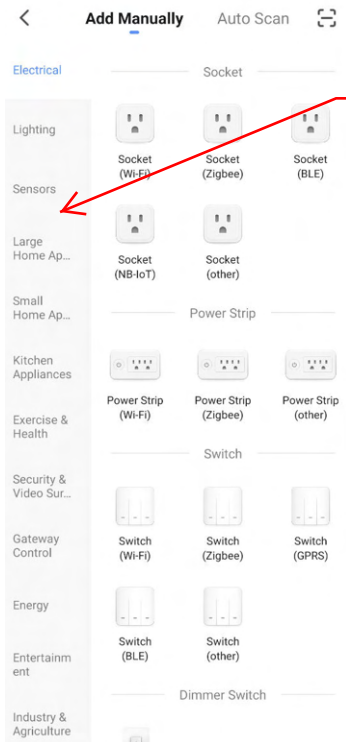 Add Manually
Auto Scan
Electrical
Lighting
Sensors
Large
Home Ap...
Small
Home Ap...
Kitchen
Appliances
Exercise &
Health
Security &
Video Sur...
Gateway
Control
Energy
Entertainm
ent
Industry &
Agriculture
Socket
Socket
(Wi-Fi)
Socket
(Zigbee)
Socket
(BLE)
Socket
(NB-IoT)
Socket
(other)
Power Strip
Power Strip
(Wi-Fi)
Power Strip
(Zigbee)
Power Strip
(other)
Switch
Switch
(Wi-Fi)
Switch
(Zigbee)
Switch
(GPRS)
Switch
(BLE)
Switch
(other)
Dimmer Switch